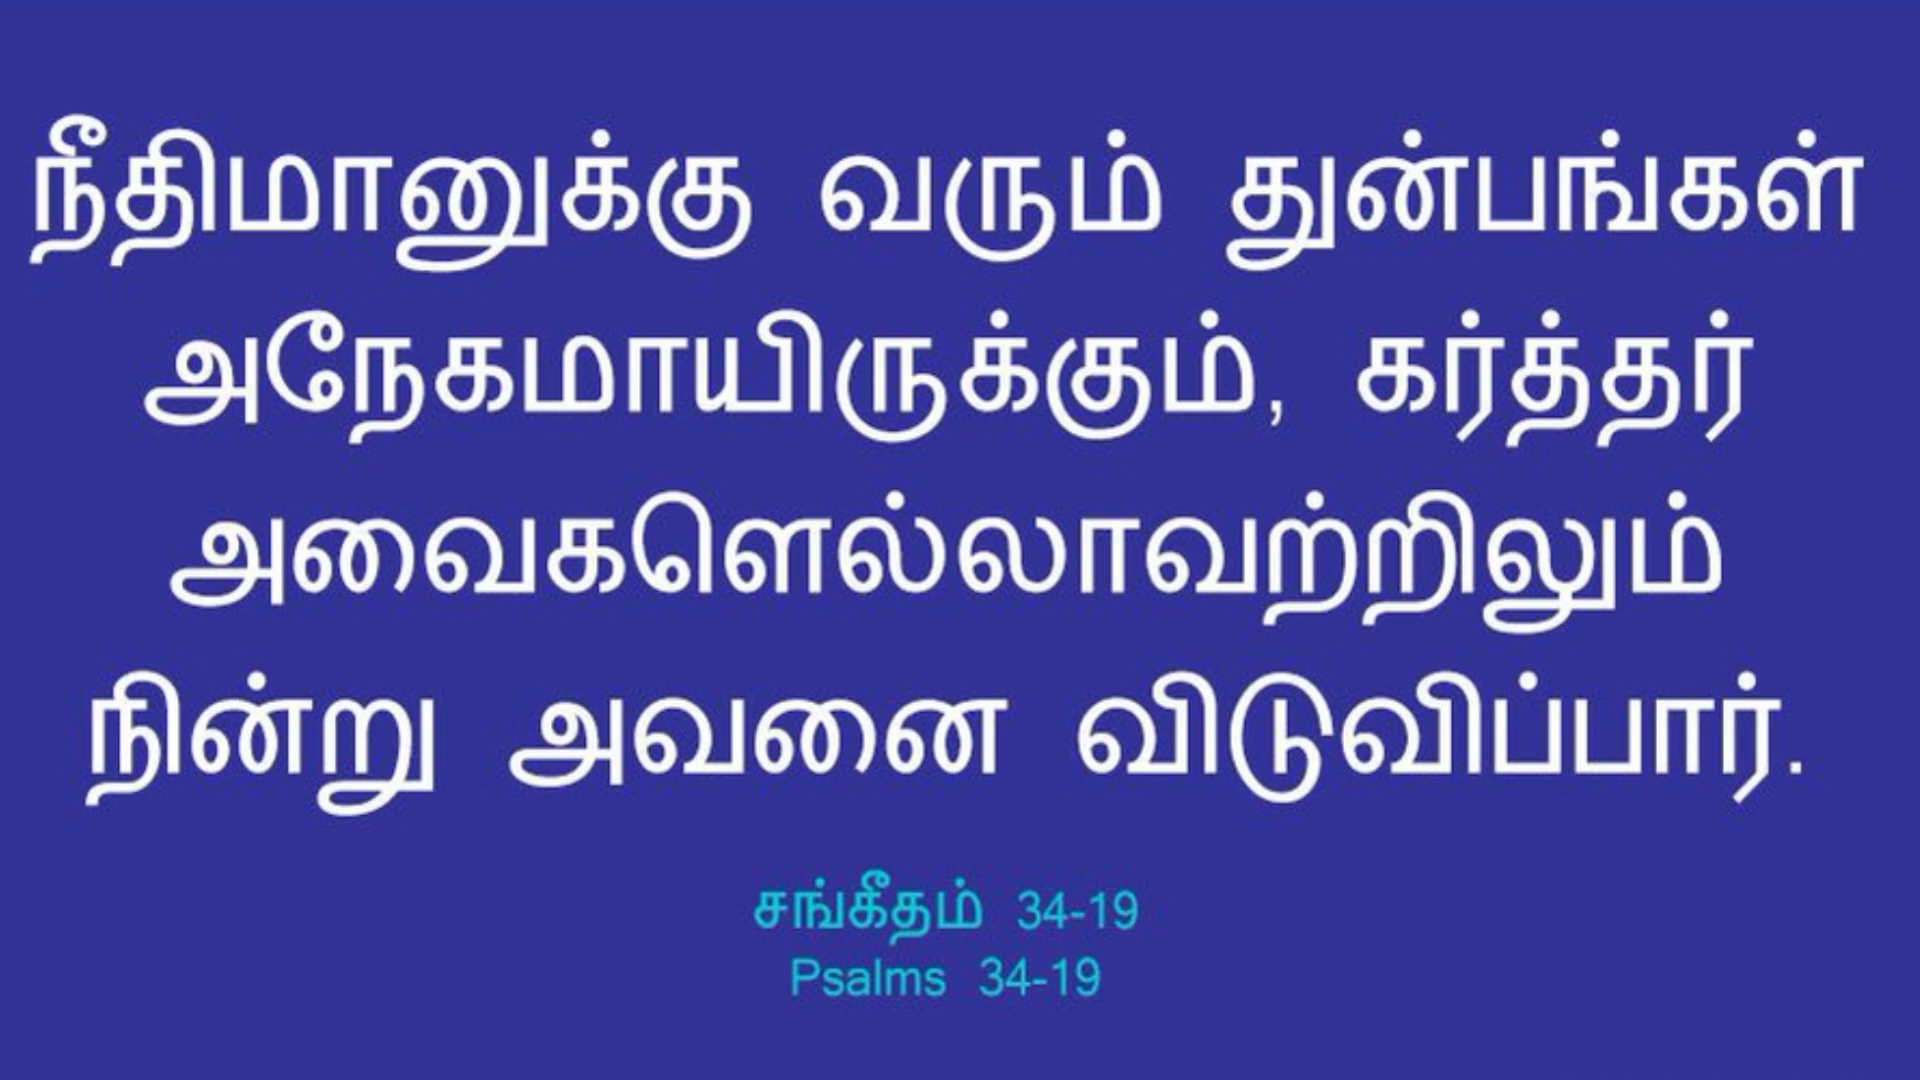 நீதிமானுக்கு வரும் துன்பங்கள்
அநேகமாயிருக்கும், கர்த்தர்
அவைகளெல்லாவற்றிலும்
நின்று அவனை விடுவிப்பார்.
சங்கீதம் 34-19
Psalms 34-19